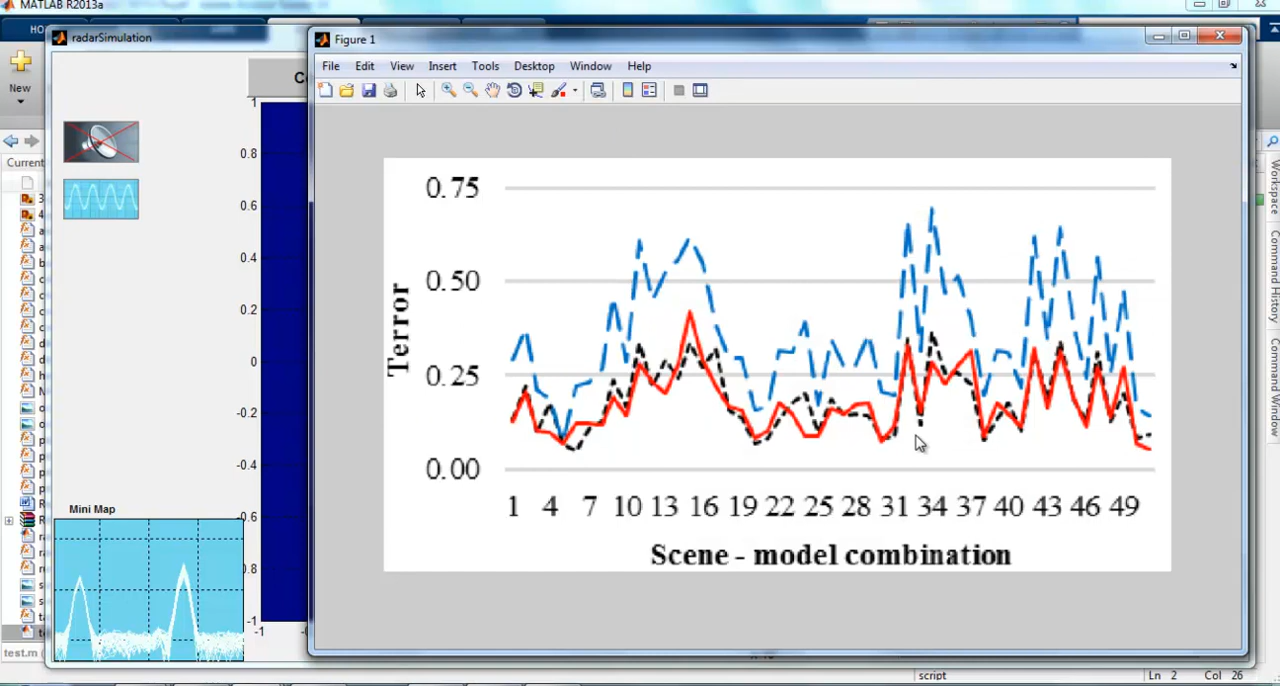 MATLAB R2013a
HO
radarSimulation
Figure 1
File Edit View Insert Tools Desktop Window Help
New
Current
C
1
0.8
0.6
0.4
0.2
0
-0.2
-0.4
-0.6
0.8
-1
-1
Mini Map
0.75
0.50
0.25
0.00
Terror
1 4 7 10 13 16 19 22 25 28 31 34 37 40 43 46 49
Scene - model combination
Workspace
Command History
Command Window
test.m (
script
Ln 2 Col 26